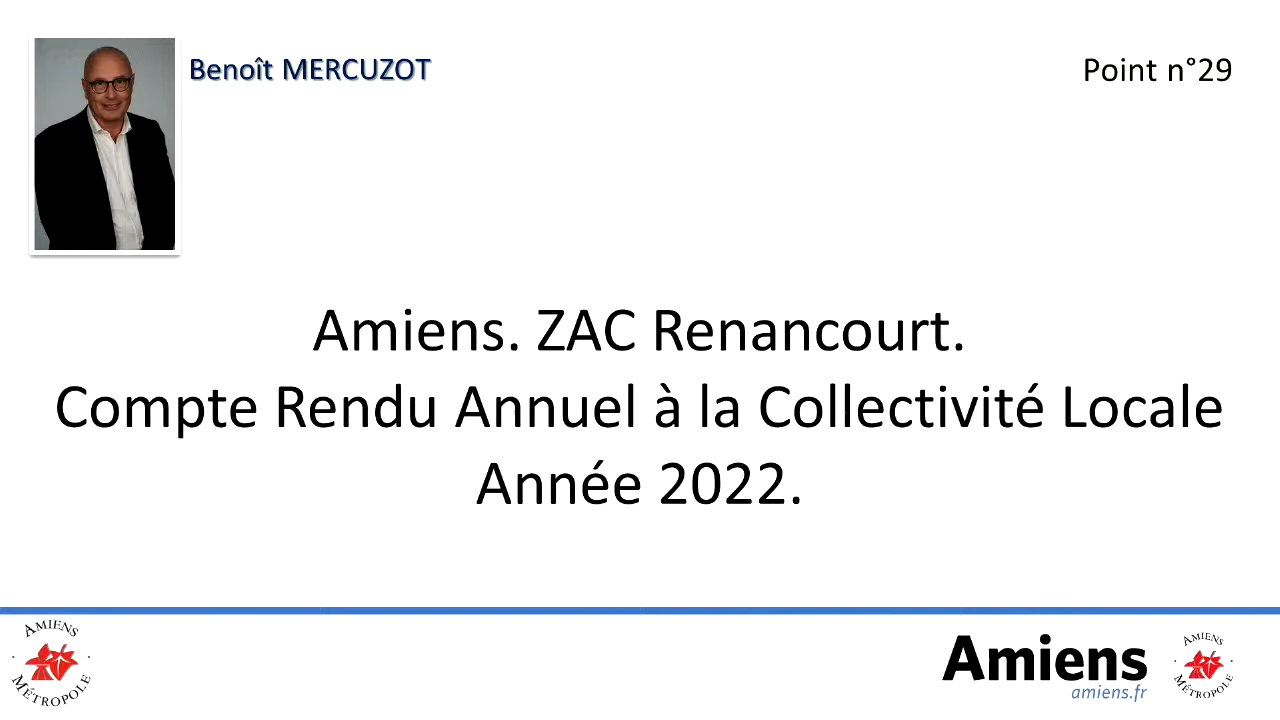 Benoît MERCUZOT
Point n°29
Amiens. ZAC Renancourt.
Compte Rendu Annuel à la Collectivité Locale
Année 2022.
AMIENS
MÉTROPOLE
Amiens
amiens.fr
AMIENS
MÉTROPOLE